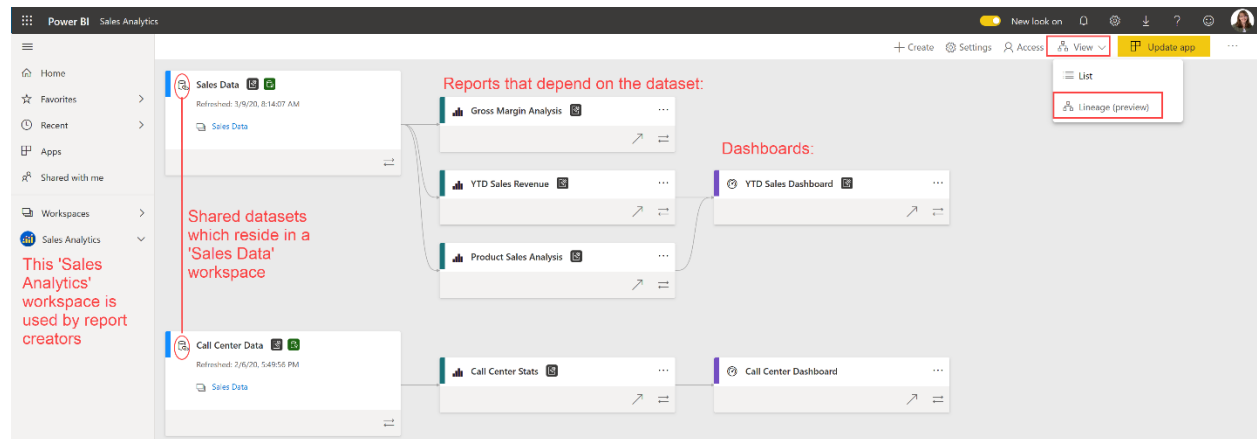 Power BI Sales Analytics
New look on
Create Settings Access View Update app
List
Lineage (preview)
Home
Favorites
Recent
Apps
Shared with me
Workspaces
Sales Analytics
This 'Sales
Analytics'
workspace is
used by report
creators
Sales Data
Refreshed: 3/9/20, 8:14:07 AM
Sales Data
Shared datasets
which reside in a
'Sales Data'
workspace
Call Center Data
Refreshed: 2/6/20, 5:49:56 PM
Sales Data
Reports that depend on the dataset:
Gross Margin Analysis
YTD Sales Revenue
Product Sales Analysis
Call Center Stats
Dashboards:
YTD Sales Dashboard
Call Center Dashboard